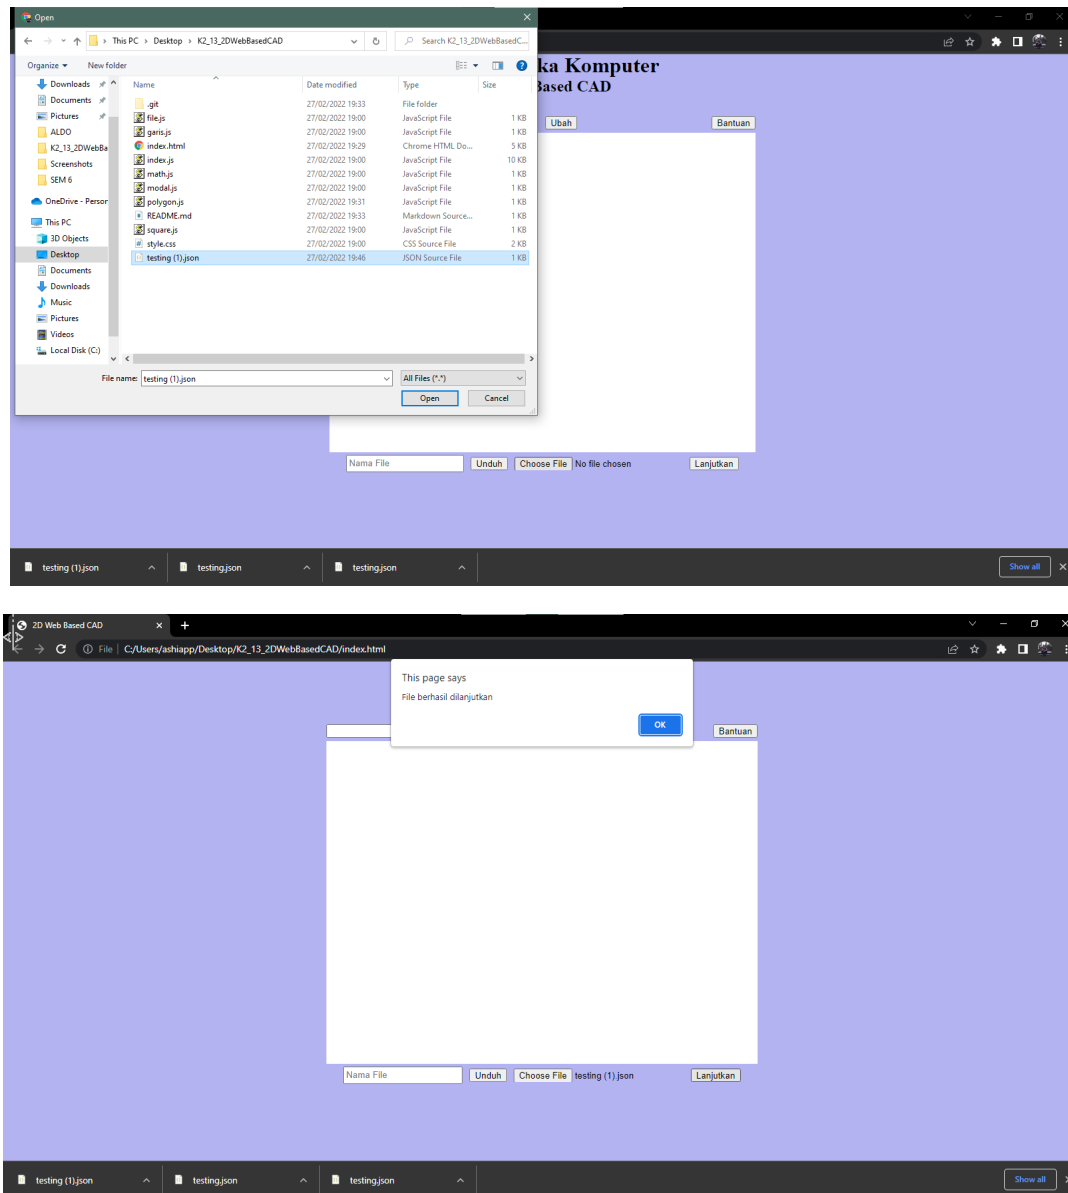 Open
This PC > Desktop > K2_13_2DWebBasedCAD
Search K2_13_2DWebBasedC...
Organize
New folder
Name Date modified Type Size
Downloads
Documents
Pictures
ALDO
K2_13_2DWebBa
Screenshots
SEM 6
OneDrive - Person
This PC
3D Objects
Desktop
Documents
Downloads
Music
Pictures
Videos
Local Disk (C:)
.git 27/02/2022 19:33 File folder
file.js 27/02/2022 19:00 JavaScript File 1 KB
garis.js 27/02/2022 19:00 JavaScript File 1 KB
index.html 27/02/2022 19:29 Chrome HTML Do... 5 KB
index.js 27/02/2022 19:00 JavaScript File 10 KB
math.js 27/02/2022 19:00 JavaScript File 1 KB
modal.js 27/02/2022 19:00 JavaScript File 1 KB
polygon.js 27/02/2022 19:31 JavaScript File 1 KB
README.md 27/02/2022 19:33 Markdown Source... 1 KB
square.js 27/02/2022 19:00 JavaScript File 1 KB
style.css 27/02/2022 19:00 CSS Source File 2 KB
testing (1).json 27/02/2022 19:46 JSON Source File 1 KB
File name: testing (1).json All Files (*.*)
Open Cancel
ka Komputer
Based CAD
Ubah Bantuan
Nama File Unduh Choose File No file chosen Lanjutkan
testing (1).json testing.json testing.json Show all
2D Web Based CAD
File C:/Users/ashiapp/Desktop/K2_13_2DWebBasedCAD/index.html
This page says
File berhasil dilanjutkan
OK
Bantuan
Nama File Unduh Choose File testing (1).json Lanjutkan
testing (1).json testing.json testing.json Show all